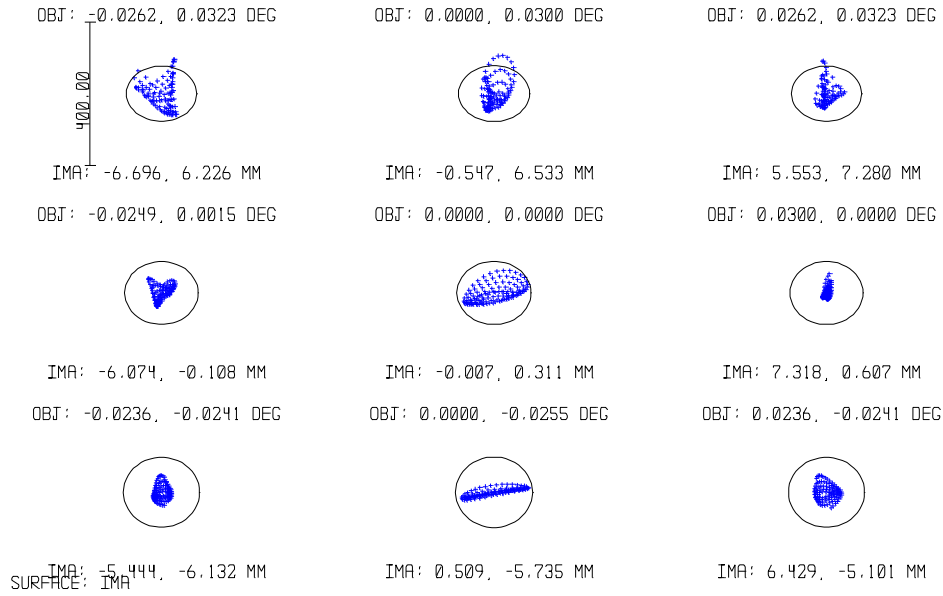 OBJ: -0.0262, 0.0323 DEG
OBJ: 0.0000, 0.0300 DEG
OBJ: 0.0262, 0.0323 DEG
400.00
IMA: -6.696, 6.226 MM
IMA: -0.547, 6.533 MM
IMA: 5.553, 7.280 MM
OBJ: -0.0249, 0.0015 DEG
OBJ: 0.0000, 0.0000 DEG
OBJ: 0.0300, 0.0000 DEG
IMA: -6.074, -0.108 MM
IMA: -0.007, 0.311 MM
IMA: 7.318, 0.607 MM
OBJ: -0.0236, -0.0241 DEG
OBJ: 0.0000, -0.0255 DEG
OBJ: 0.0236, -0.0241 DEG
IMA: -5.444, -6.132 MM
IMA: 0.509, -5.735 MM
IMA: 6.429, -5.101 MM
SURFACE: IMA